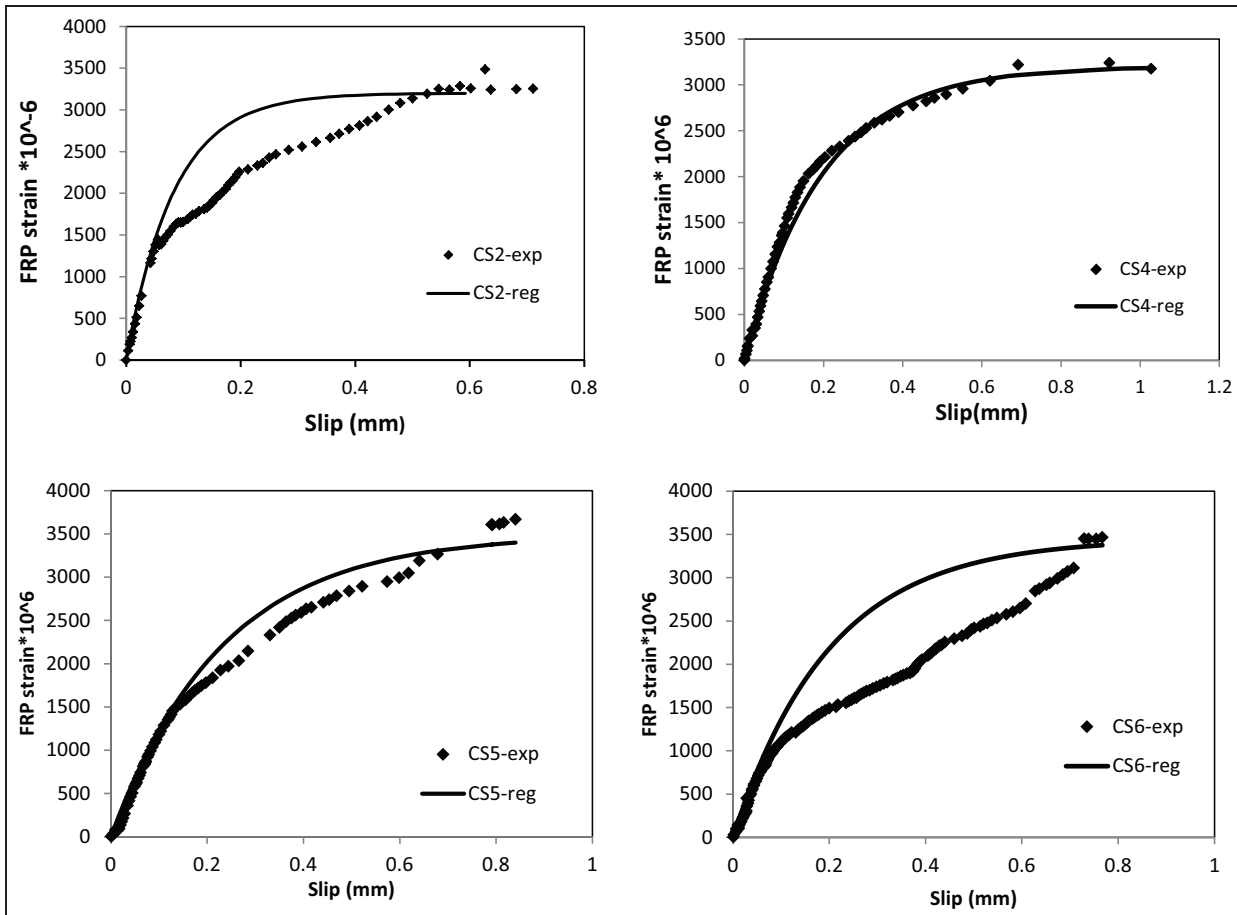 4000
3500
3000
2500
2000
1500
1000
500
0
FRP strain *10^-6
CS2-exp
CS2-reg
0 0.2 0.4 0.6 0.8
Slip (mm)
3500
3000
2500
2000
1500
1000
500
0
FRP strain* 10^6
CS4-exp
CS4-reg
0 0.2 0.4 0.6 0.8 1 1.2
Slip(mm)
4000
3500
3000
2500
2000
1500
1000
500
0
FRP strain*10^6
CS5-exp
CS5-reg
0 0.2 0.4 0.6 0.8 1
Slip (mm)
4000
3500
3000
2500
2000
1500
1000
500
0
FRP strain*10^6
CS6-exp
CS6-reg
0 0.2 0.4 0.6 0.8 1
Slip (mm)